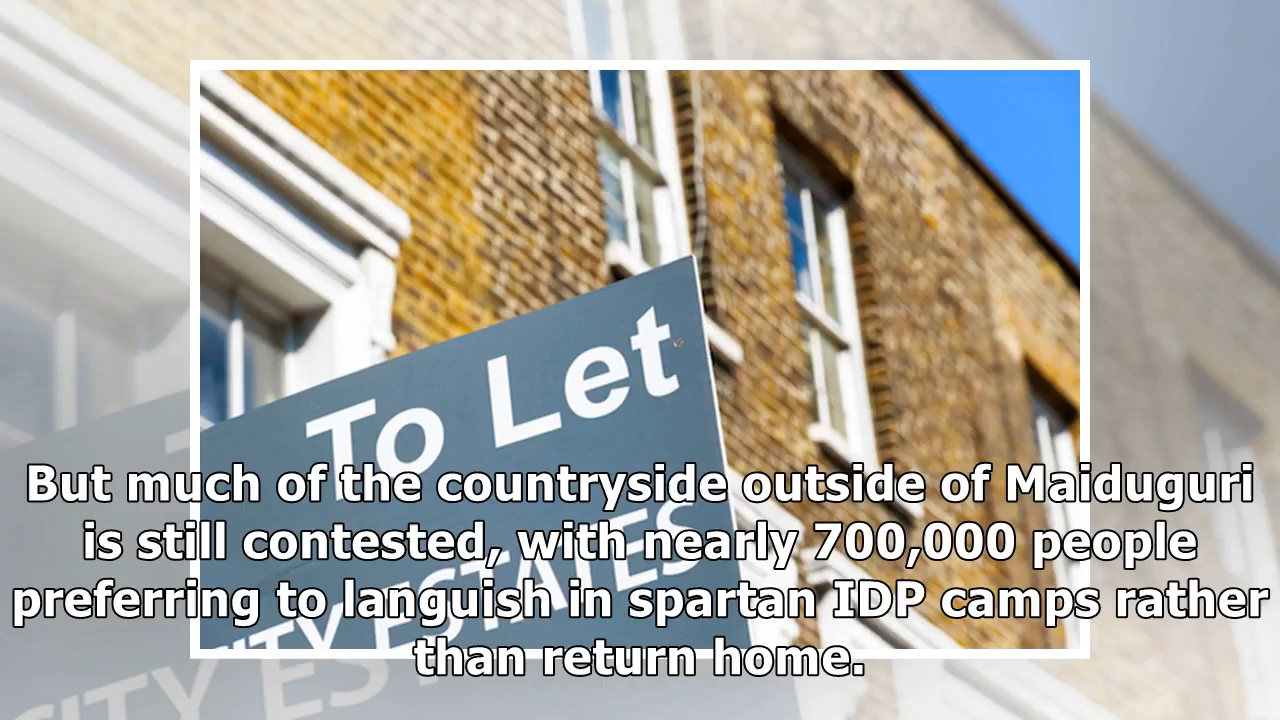 To Let
CITY ESTATES
But much of the countryside outside of Maiduguri
is still contested, with nearly 700,000 people
preferring to languish in spartan IDP camps rather
than return home.